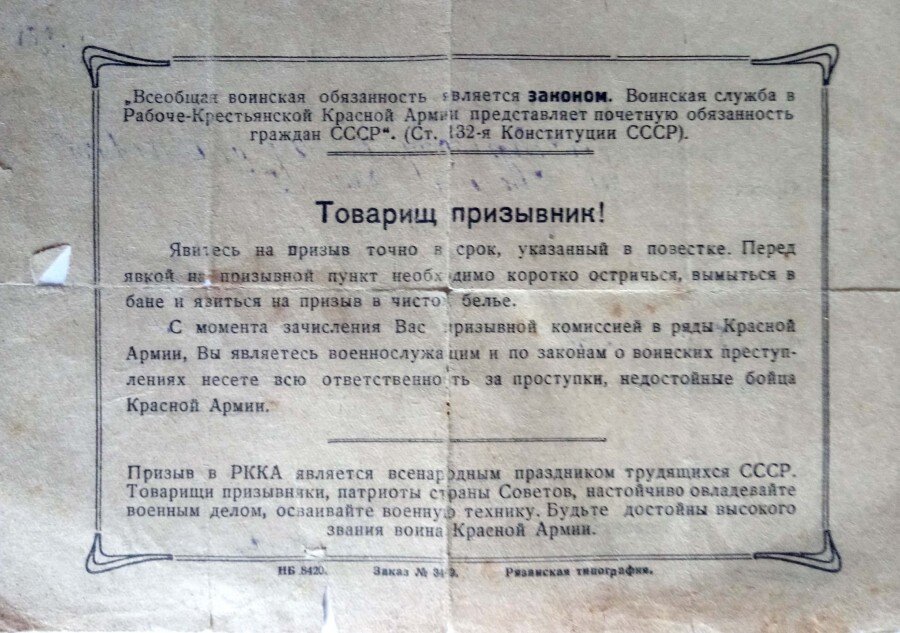 „Всеобщая воинская обязанность является законом. Воинская служба в
Рабоче-Крестьянской Красной Армии представляет почетную обязанность
граждан СССР“. (Ст. 132-я Конституции СССР).
Товарищ призывник!
Явитесь на призыв точно в срок, указанный в повестке. Перед
явкой на призывной пункт необходимо коротко остричься, вымыться в
бане и явиться на призыв в чистом белье.
С момента зачисления Вас призывной комиссией в ряды Красной
Армии, Вы являетесь военнослужащим и по законам о воинских преступ-
лениях несете всю ответственность за проступки, недостойные бойца
Красной Армии.
Призыв в РККА является всенародным праздником трудящихся СССР.
Товарищи призывники, патриоты страны Советов, настойчиво овладевайте
военным делом, осваивайте военную технику. Будьте достойны высокого
звания воина Красной Армии.
НБ 8420. Заказ № Рязанская типография.